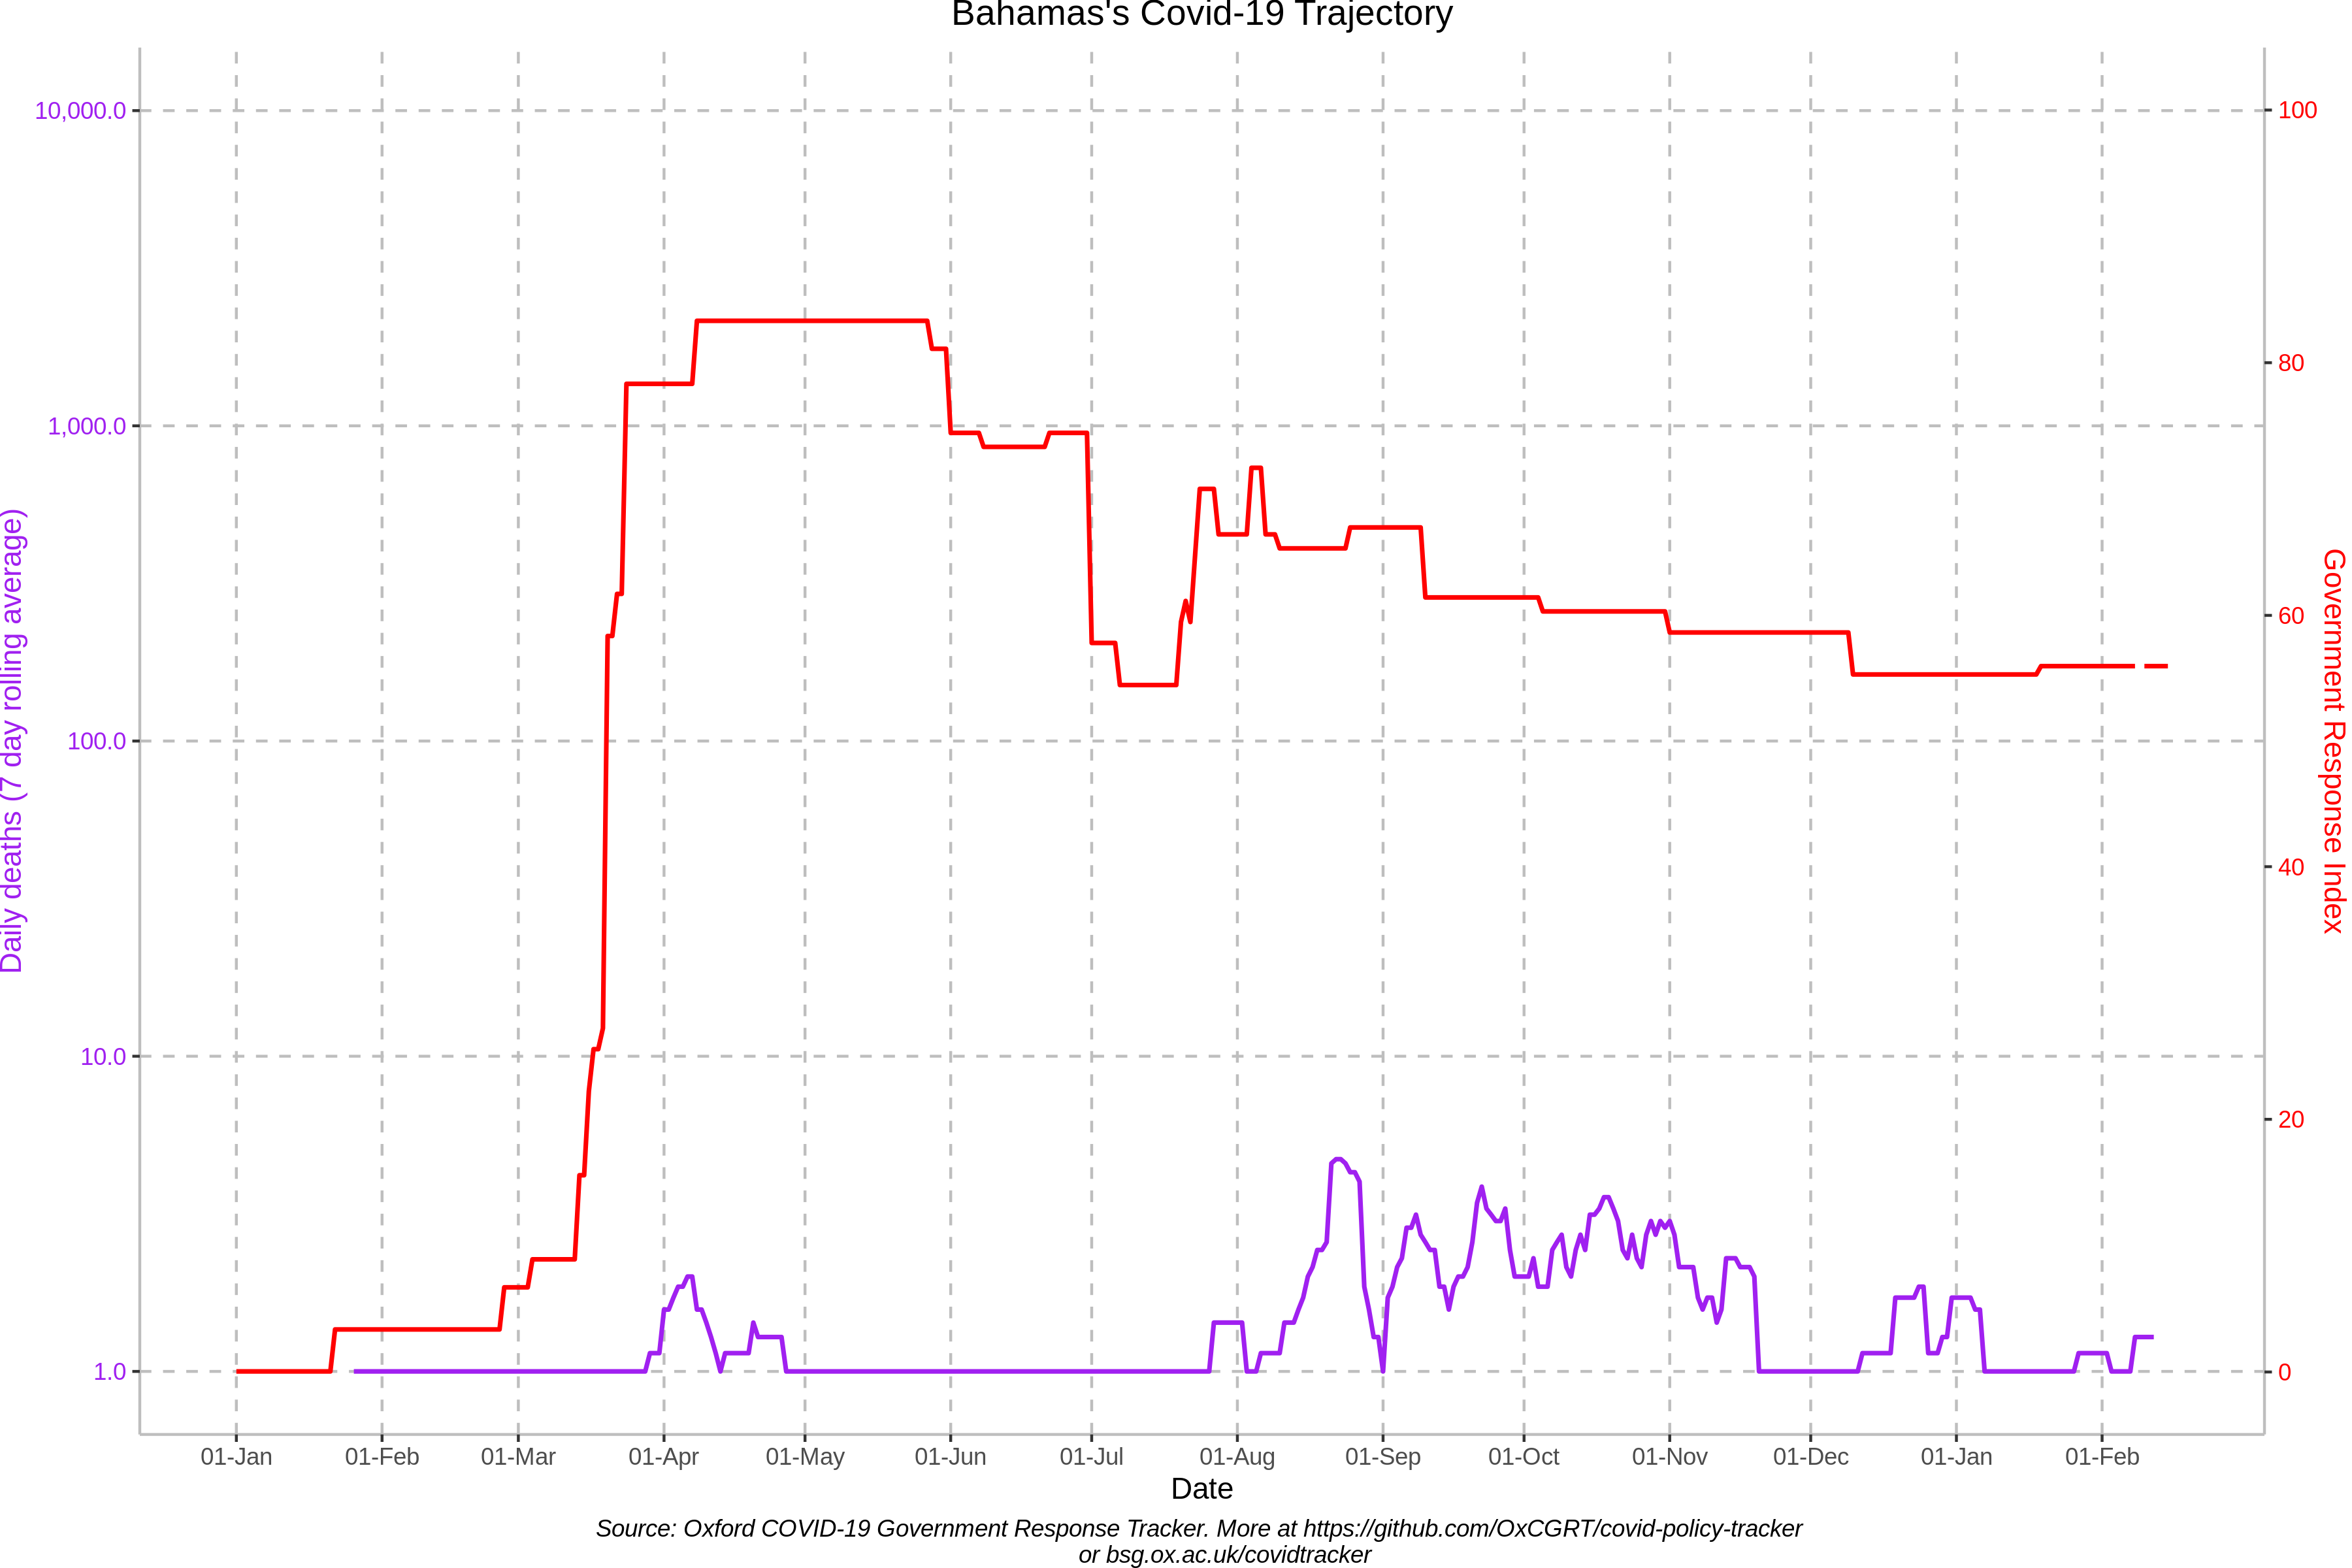 Bahamas's Covid-19 Trajectory
10,000.0
1,000.0
100.0
10.0
1.0
Daily deaths (7 day rolling average)
100
80
60
40
20
0
Government Response Index
01-Jan 01-Feb 01-Mar 01-Apr 01-May 01-Jun 01-Jul 01-Aug 01-Sep 01-Oct 01-Nov 01-Dec 01-Jan 01-Feb
Date
Source: Oxford COVID-19 Government Response Tracker. More at https://github.com/OxCGRT/covid-policy-tracker
or bsg.ox.ac.uk/covidtracker